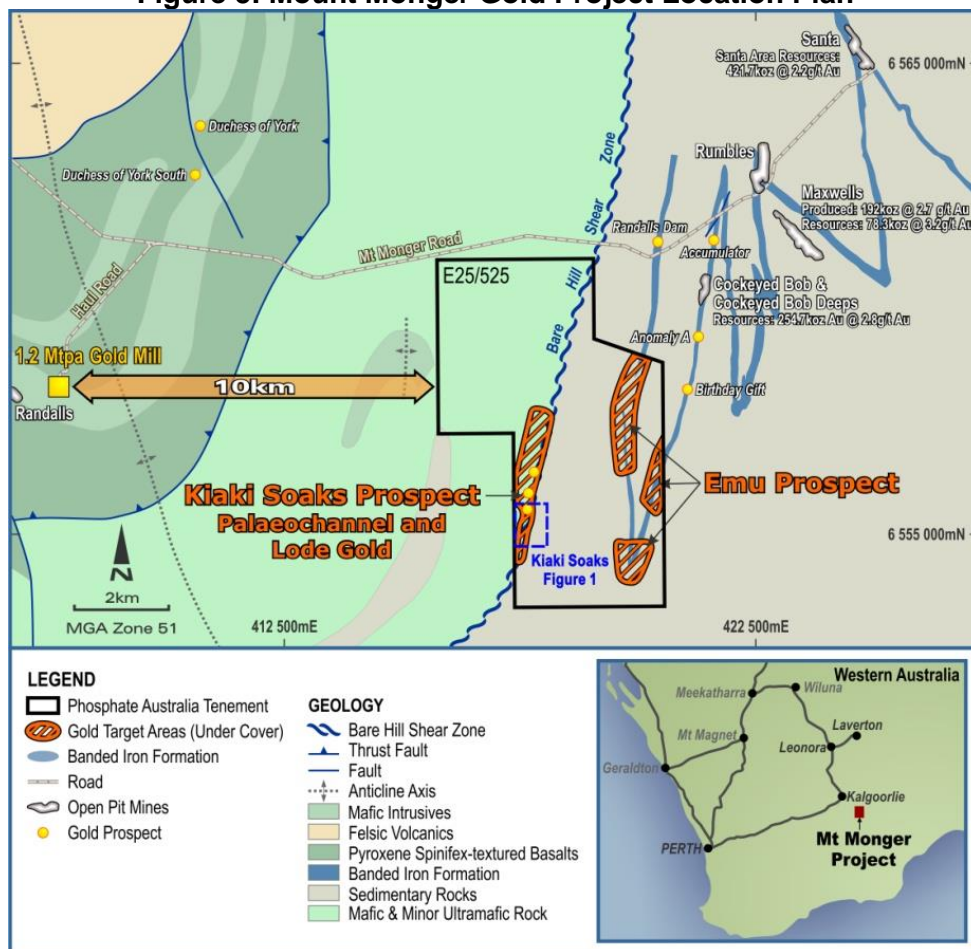 Figure 3: Mount Monger Gold Project Location Plan
Santa
Santa Area Resources:
421.7koz @ 2.2g/t Au
6 565 000mN
Duchess of York
Duchess of York South
Rumbles
Maxwells
Produced: 192koz @ 2.7 g/t Au
Resources: 78.3koz @ 3.2g/t Au
Bare Hill Shear Zone
Randalls Dam
Accumulator
Mt Monger Road
Haul Road
E25/525
Cockeyed Bob &
Cockeyed Bob Deeps
Resources: 254.7koz Au @ 2.8g/t Au
Anomaly A
1.2 Mtpa Gold Mill
10km
Birthday Gift
Randalls
Kiaki Soaks Prospect
Palaeochannel and
Lode Gold
Emu Prospect
6 555 000mN
Kiaki Soaks
Figure 1
N
2km
MGA Zone 51
412 500mE
422 500mE
LEGEND
Phosphate Australia Tenement
Gold Target Areas (Under Cover)
Banded Iron Formation
Road
Open Pit Mines
Gold Prospect
GEOLOGY
Bare Hill Shear Zone
Thrust Fault
Fault
Anticline Axis
Mafic Intrusives
Felsic Volcanics
Pyroxene Spinifex-textured Basalts
Banded Iron Formation
Sedimentary Rocks
Mafic & Minor Ultramafic Rock
Western Australia
Meekatharra
Wiluna
Mt Magnet
Laverton
Leonora
Geraldton
Kalgoorlie
PERTH
Mt Monger
Project